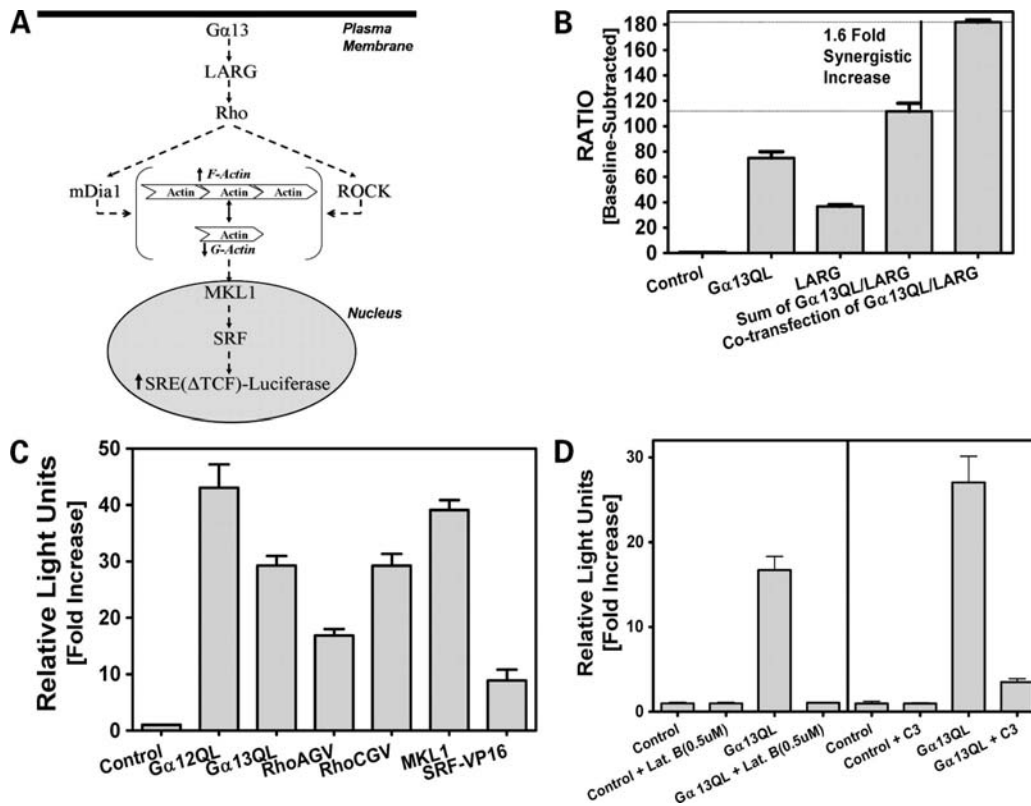 A
Plasma
Membrane
Gα13
LARG
Rho
mDia1
ROCK
F-Actin
Actin Actin Actin
Actin
G-Actin
MKL1
Nucleus
SRF
SRE(ΔTCF)-Luciferase
B
RATIO
[Baseline-Subtracted]
180
160
140
120
100
80
60
40
20
0
1.6 Fold
Synergistic
Increase
Control
Gα13QL
LARG
Sum of Gα13QL/LARG
Co-transfection of Gα13QL/LARG
C
Relative Light Units
[Fold Increase]
50
40
30
20
10
0
Control
Gα12QL
Gα13QL
RhoAGV
RhoCGV
MKL1
SRF-VP16
D
Relative Light Units
[Fold Increase]
30
20
10
0
Control
Control + Lat. B(0.5uM)
Gα13QL
Gα13QL + Lat. B(0.5uM)
Control
Control + C3
Gα13QL
Gα13QL + C3